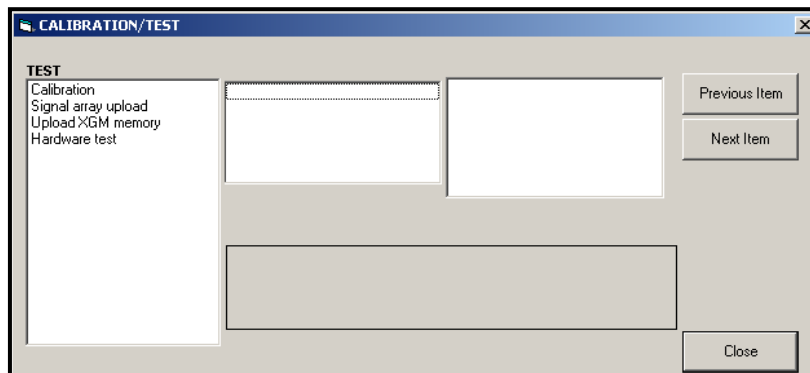 CALIBRATION/TEST
TEST
Calibration
Signal array upload
Upload XGM memory
Hardware test
Previous Item
Next Item
Close